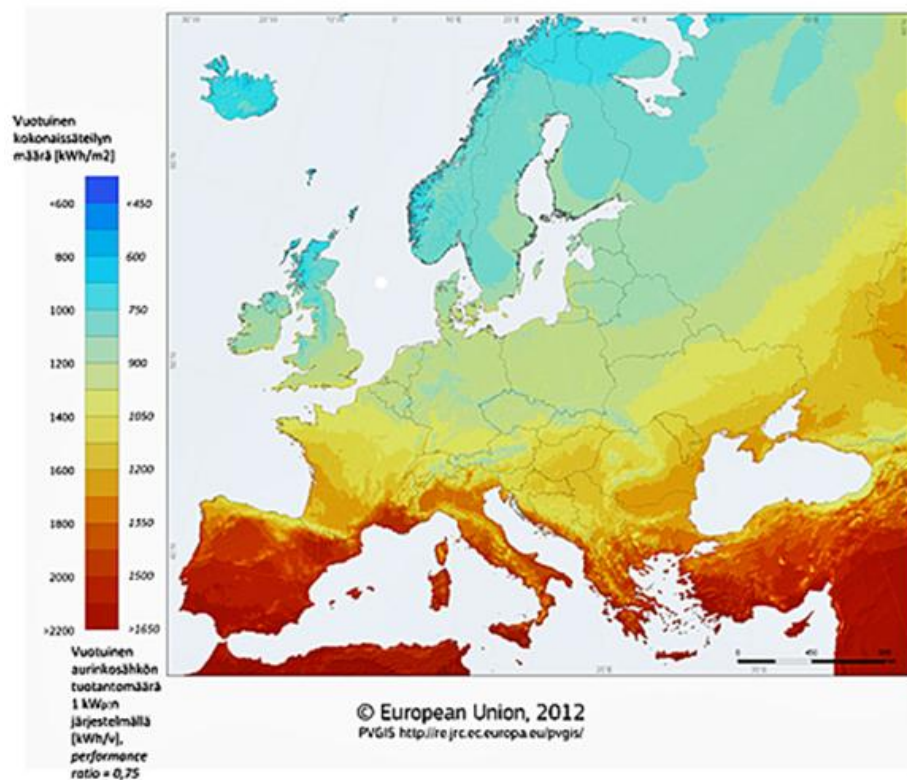 Vuotuinen
kokonaissäteilyn
määrä [kWh/m2]
<600 <450
800 600
1000 750
1200 900
1400 1050
1600 1200
1800 1350
2000 1500
>2200 >1650
Vuotuinen
aurinkosähkön
tuotantomäärä
1 kWp:n
järjestelmällä
[kWh/v],
performance
ratio = 0,75
© European Union, 2012
PVGIS http://re.jrc.ec.europa.eu/pvgis/